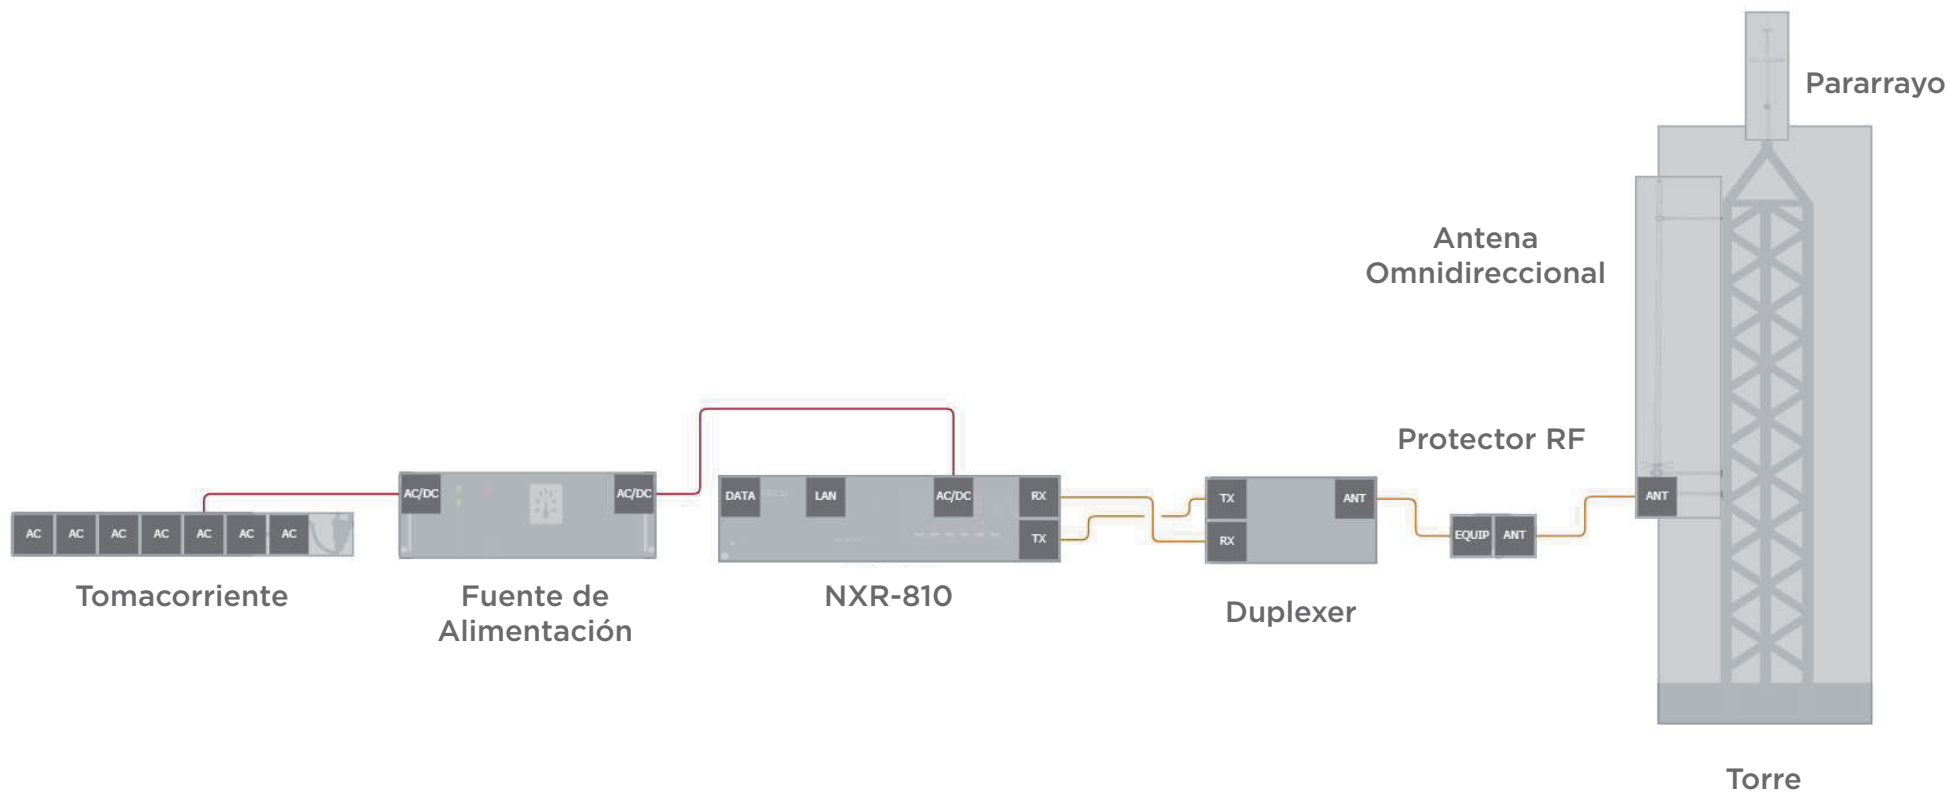 Pararrayo
Antena
Omnidireccional
Protector RF
AC/DC
AC/DC
DATA
LAN
AC/DC
RX
TX
TX
RX
ANT
EQUIP
ANT
ANT
AC
AC
AC
AC
AC
AC
AC
Tomacorriente
Fuente de
Alimentación
NXR-810
Duplexer
Torre